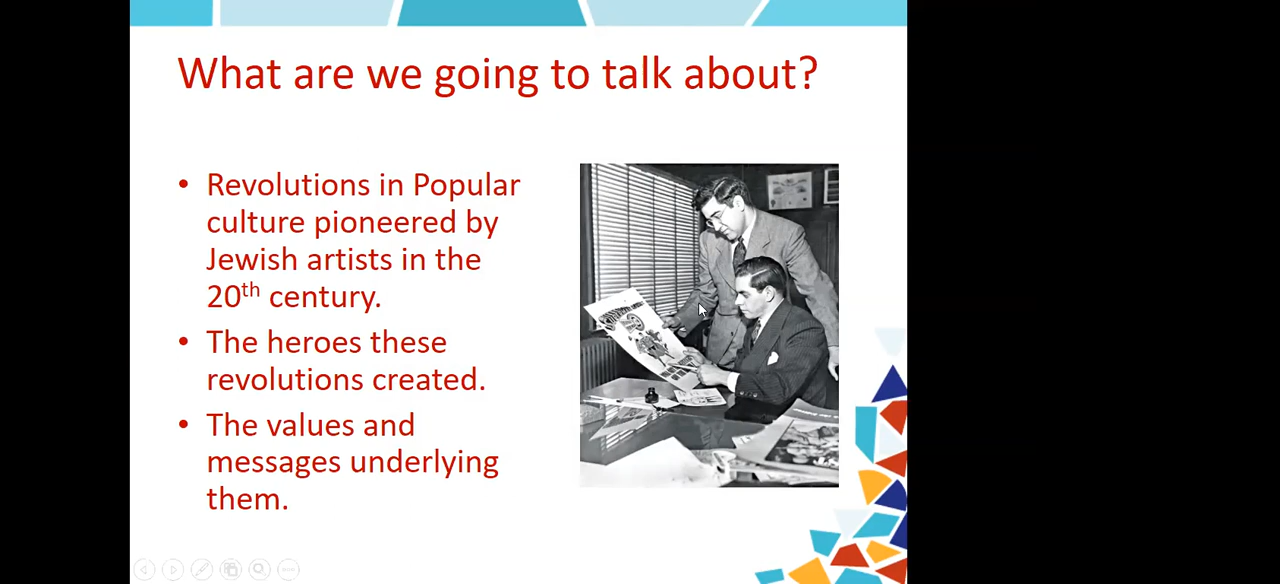 What are we going to talk about?
• Revolutions in Popular
culture pioneered by
Jewish artists in the
20th century.
• The heroes these
revolutions created.
• The values and
messages underlying
them.